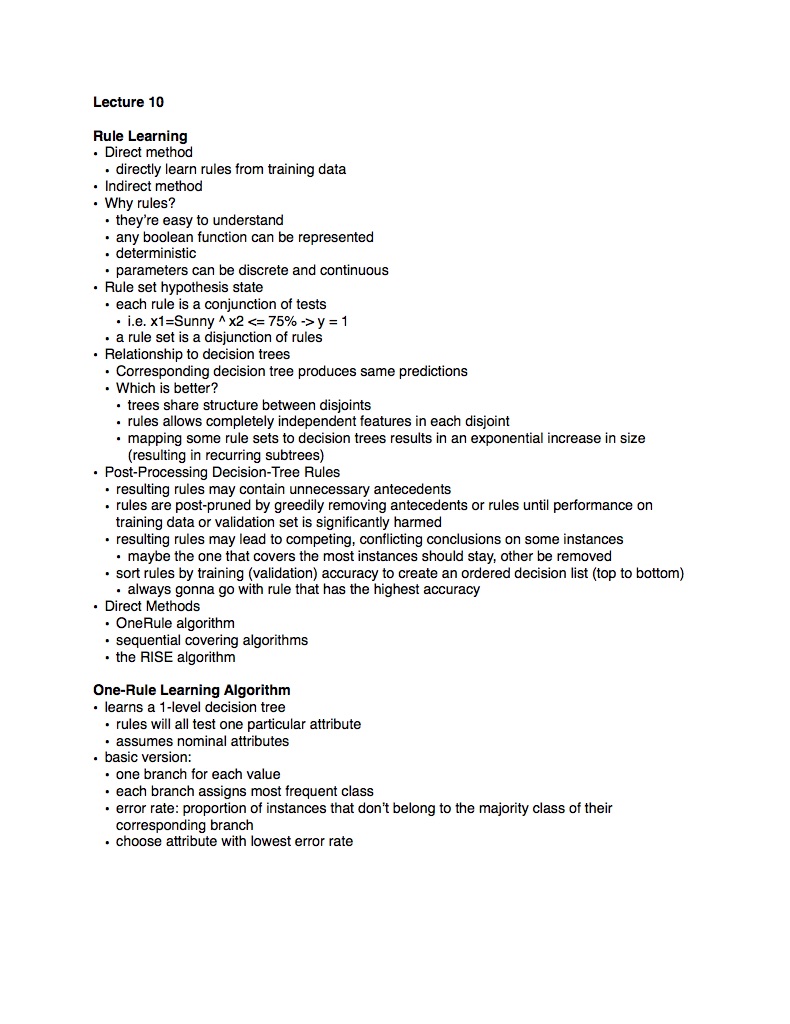 Lecture 10
Rule Learning
• Direct method
• directly learn rules from training data
• Indirect method
• Why rules?
• they're easy to understand
• any boolean function can be represented
• deterministic
• parameters can be discrete and continuous
• Rule set hypothesis state
• each rule is a conjunction of tests
• i.e. x1=Sunny ^ x2 <= 75% -> y = 1
• a rule set is a disjunction of rules
• Relationship to decision trees
• Corresponding decision tree produces same predictions
• Which is better?
• trees share structure between disjoints
• rules allows completely independent features in each disjoint
• mapping some rule sets to decision trees results in an exponential increase in size
(resulting in recurring subtrees)
• Post-Processing Decision-Tree Rules
• resulting rules may contain unnecessary antecedents
• rules are post-pruned by greedily removing antecedents or rules until performance on
training data or validation set is significantly harmed
• resulting rules may lead to competing, conflicting conclusions on some instances
• maybe the one that covers the most instances should stay, other be removed
• sort rules by training (validation) accuracy to create an ordered decision list (top to bottom)
• always gonna go with rule that has the highest accuracy
• Direct Methods
• OneRule algorithm
• sequential covering algorithms
• the RISE algorithm
One-Rule Learning Algorithm
• learns a 1-level decision tree
• rules will all test one particular attribute
• assumes nominal attributes
• basic version:
• one branch for each value
• each branch assigns most frequent class
• error rate: proportion of instances that don't belong to the majority class of their
corresponding branch
• choose attribute with lowest error rate